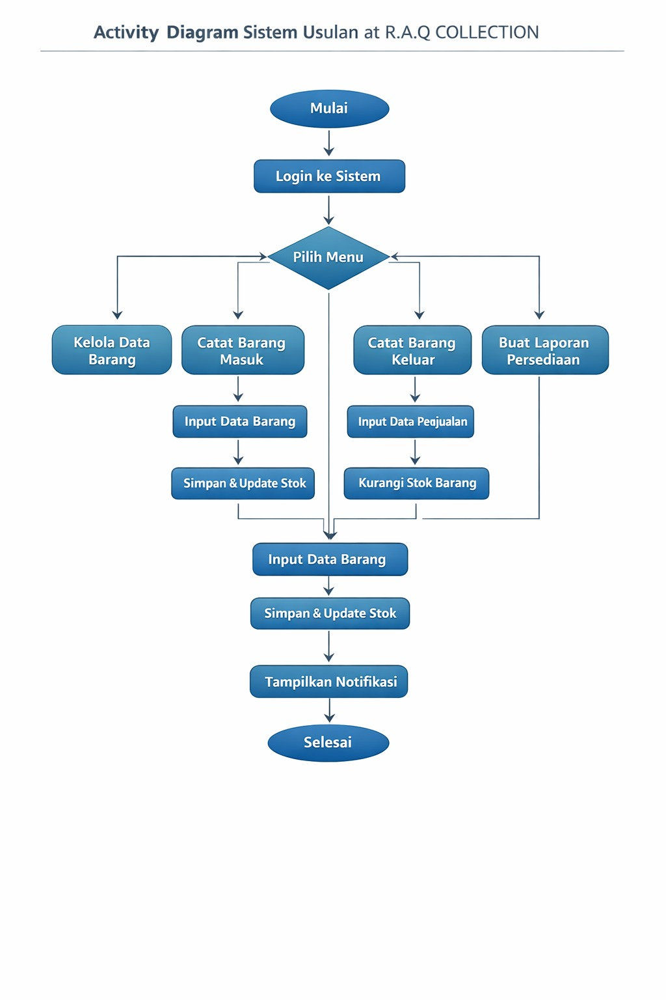 Activity Diagram Sistem Usulan at R.A.Q COLLECTION
Mulai
Login ke Sistem
Pilih Menu
Kelola Data
Barang
Catat Barang
Masuk
Catat Barang
Keluar
Buat Laporan
Persediaan
Input Data Barang
Input Data Peqjualan
Simpan & Update Stok
Kurangi Stok Barang
Input Data Barang
Simpan & Update Stok
Tampilkan Notifikasi
Selesai